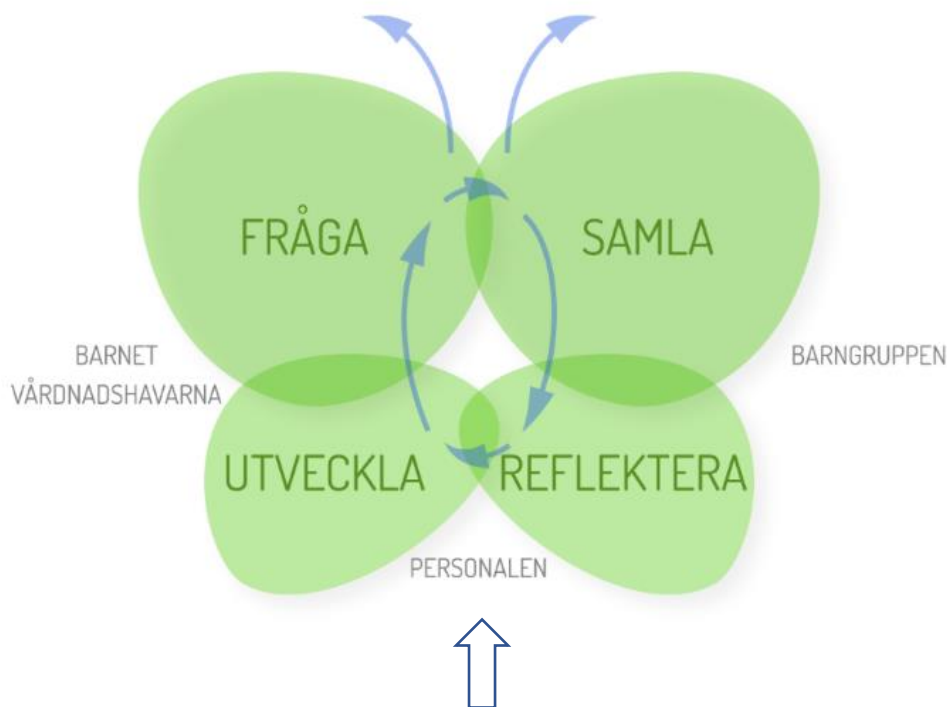 FRÅGA
SAMLA
BARNET
VÅRDNADSHAVARNA
BARNGRUPPEN
UTVECKLA
REFLEKTERA
PERSONALEN